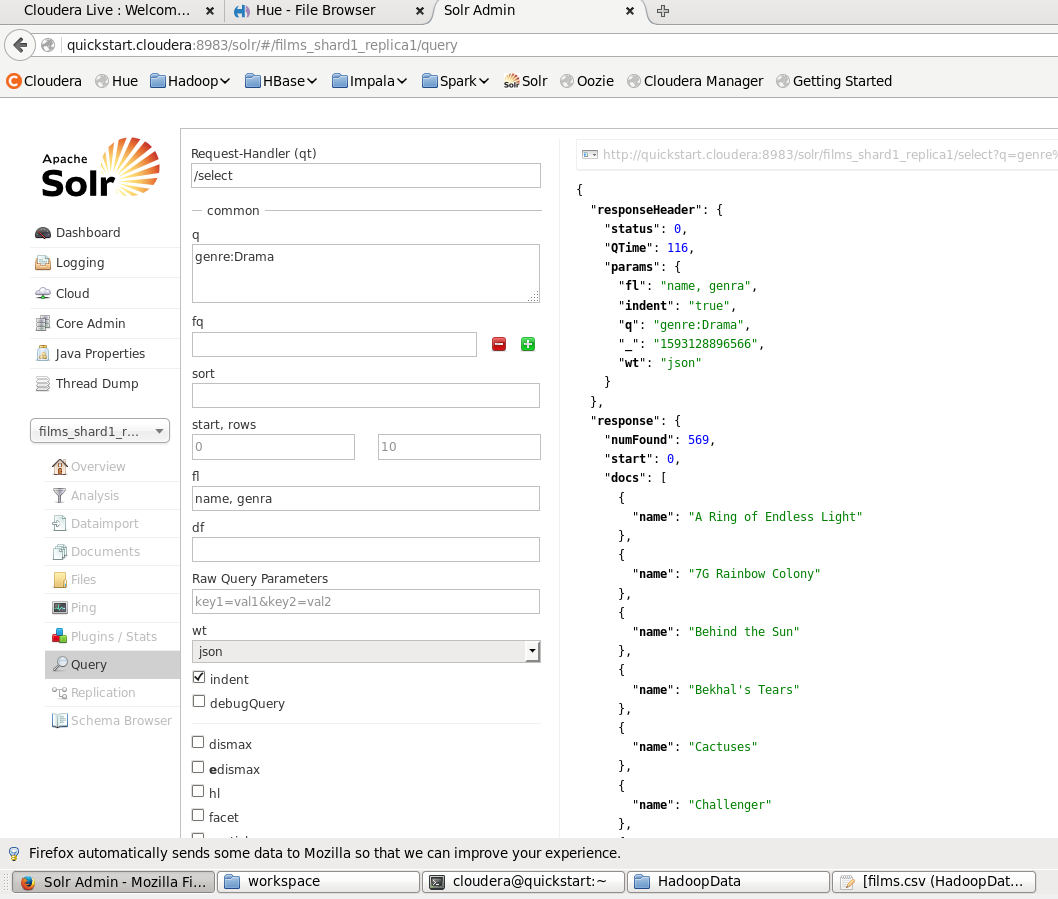 Cloudera Live : Welcom... × Hue - File Browser × Solr Admin ×
quickstart.cloudera:8983/solr/#/films_shard1_replica1/query
Cloudera Hue Hadoop HBase Impala Spark Solr Oozie Cloudera Manager Getting Started
Apache
Solr
Dashboard
Logging
Cloud
Core Admin
Java Properties
Thread Dump
films_shard1_r...
Overview
Analysis
Dataimport
Documents
Files
Ping
Plugins / Stats
Query
Replication
Schema Browser
Request-Handler (qt)
/select
common
q
genre:Drama
fq
sort
start, rows
0 10
fl
name, genra
df
Raw Query Parameters
key1=val1&key2=val2
wt
json
indent
debugQuery
dismax
edismax
hl
facet
http://quickstart.cloudera:8983/solr/films_shard1_replica1/select?q=genre%
{
"responseHeader": {
"status": 0,
"QTime": 116,
"params": {
"fl": "name, genra",
"indent": "true",
"q": "genre:Drama",
"_": "1593128896566",
"wt": "json"
}
},
"response": {
"numFound": 569,
"start": 0,
"docs": [
{
"name": "A Ring of Endless Light"
},
{
"name": "7G Rainbow Colony"
},
{
"name": "Behind the Sun"
},
{
"name": "Bekhal's Tears"
},
{
"name": "Cactuses"
},
{
"name": "Challenger"
},
Firefox automatically sends some data to Mozilla so that we can improve your experience.
Solr Admin - Mozilla Fi... workspace cloudera@quickstart:~ HadoopData [films.csv (HadoopDat...